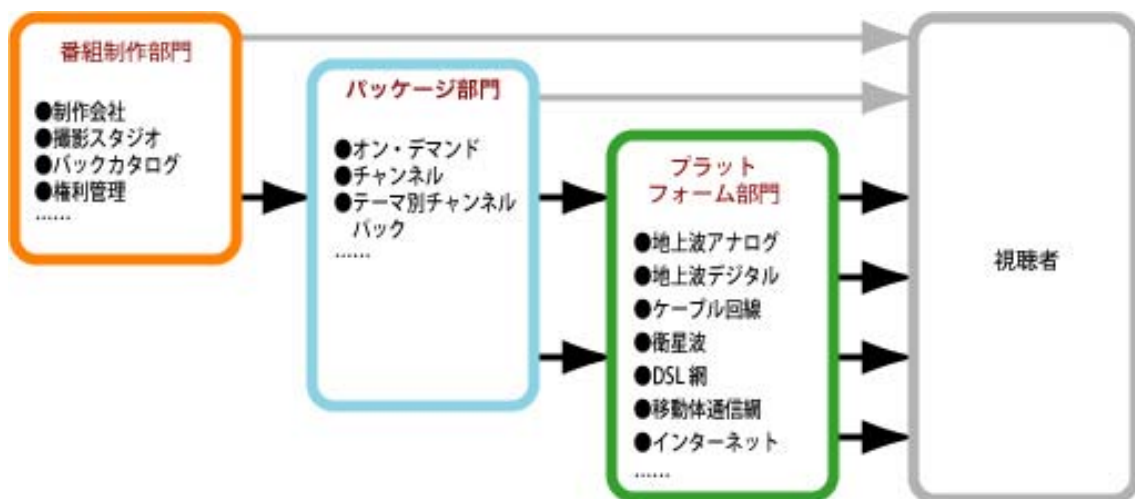 番組制作部門
●制作会社
●撮影スタジオ
●バックカタログ
●権利管理
……
パッケージ部門
●オン・デマンド
●チャンネル
●テーマ別チャンネル
パック
……
プラット
フォーム部門
●地上波アナログ
●地上波デジタル
●ケーブル回線
●衛星波
●DSL 網
●移動体通信網
●インターネット
……
視聴者